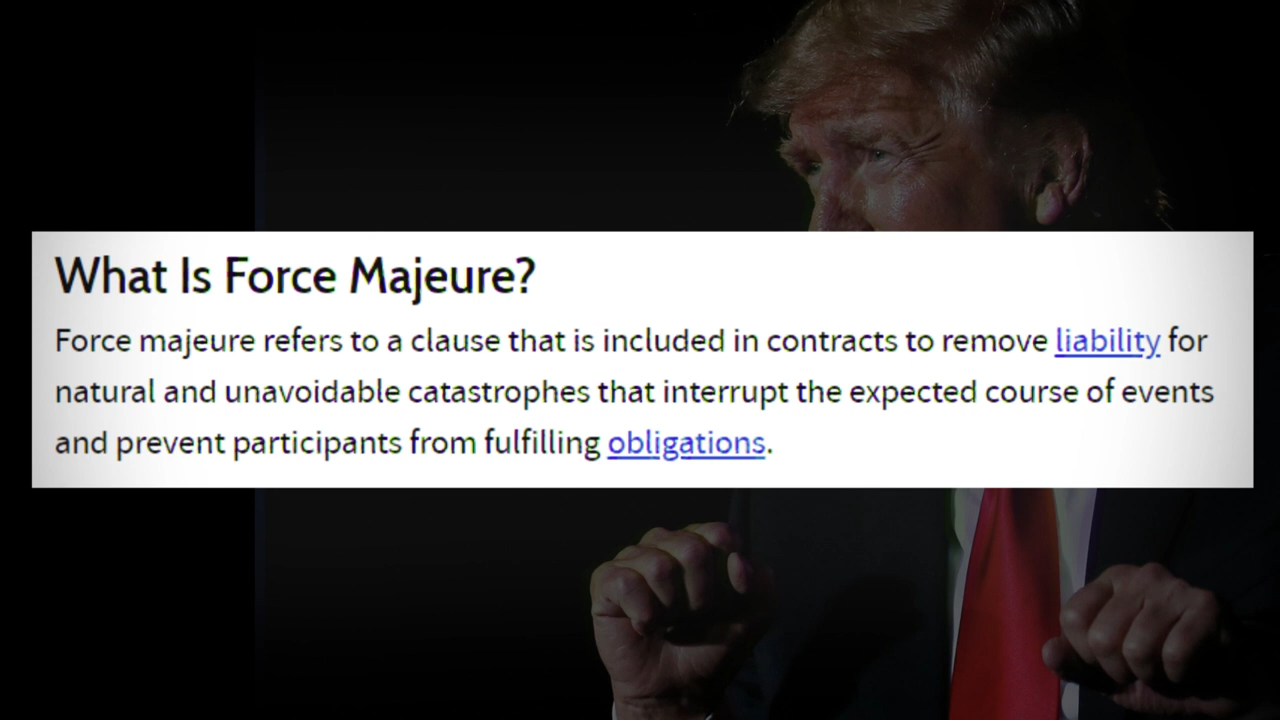 What Is Force Majeure?
Force majeure refers to a clause that is included in contracts to remove liability for
natural and unavoidable catastrophes that interrupt the expected course of events
and prevent participants from fulfilling obligations.